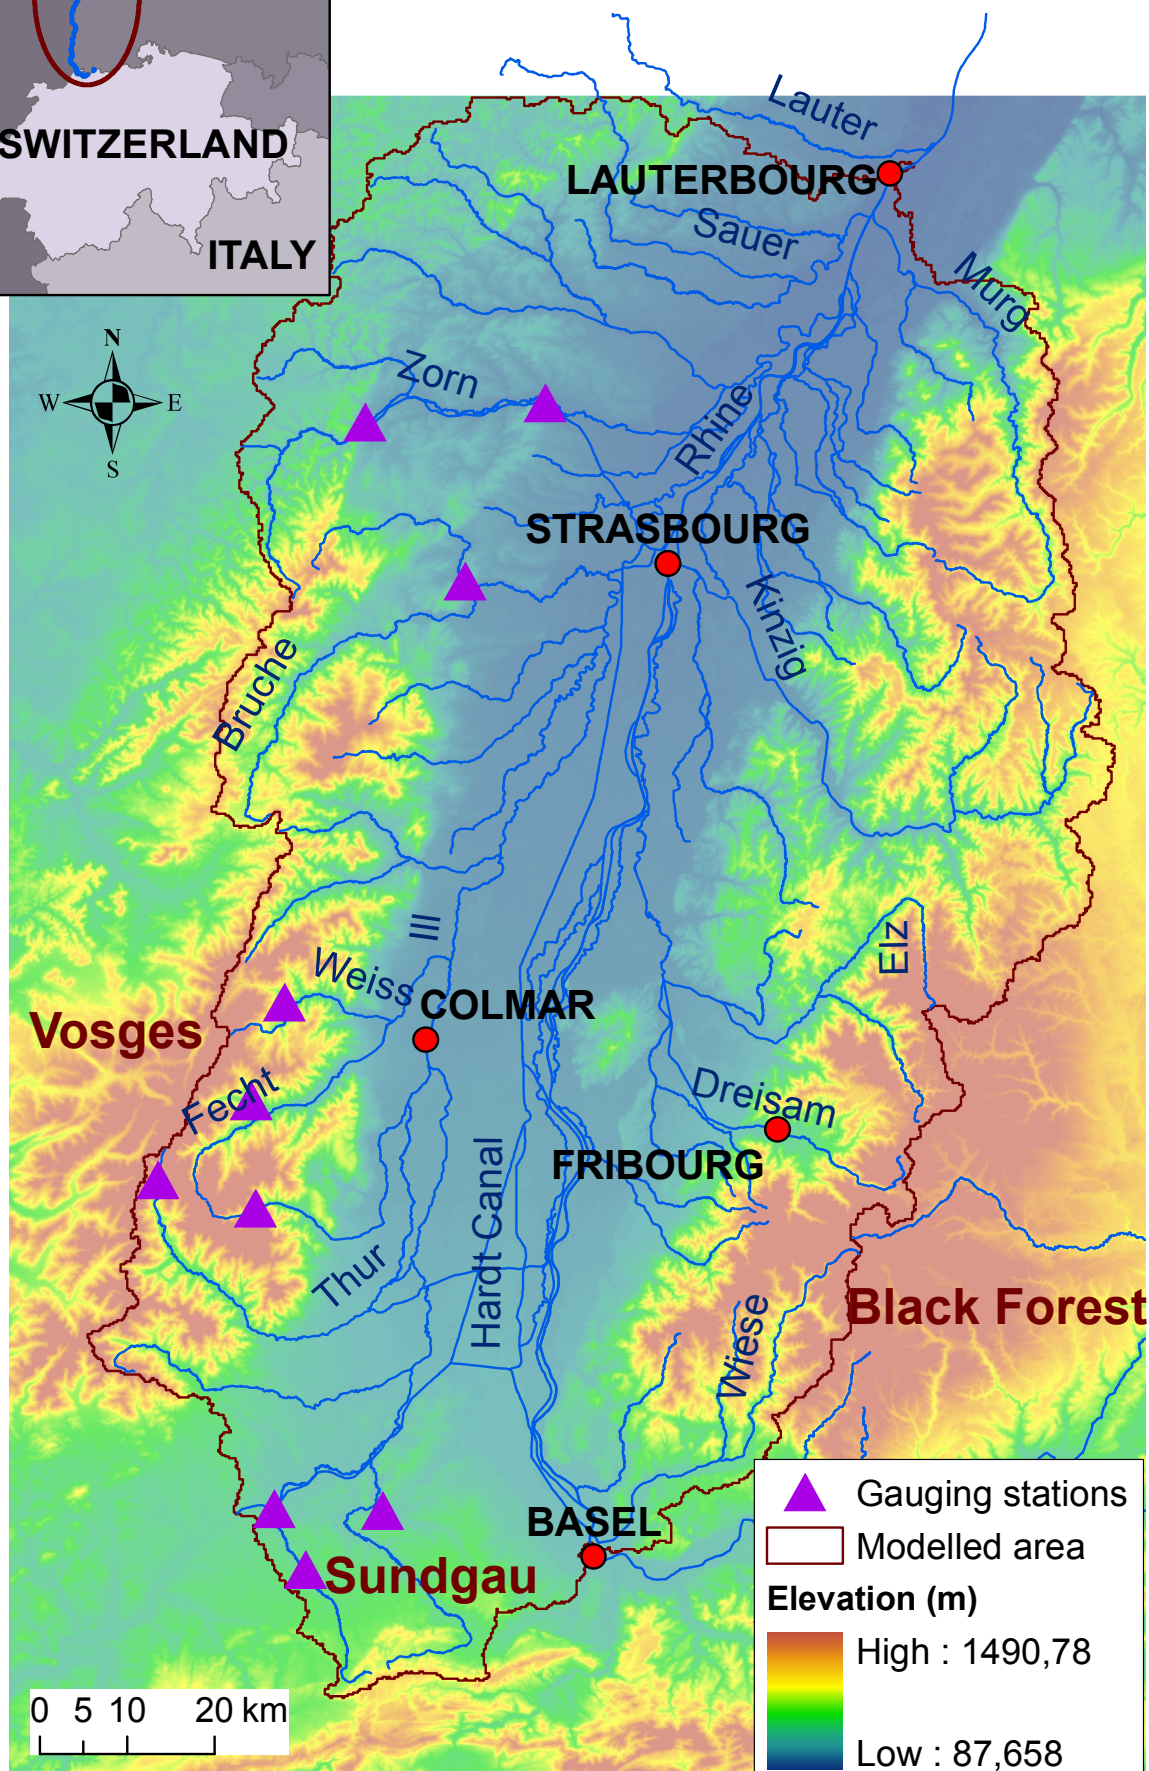 SWITZERLAND
ITALY
Lauter
LAUTERBOURG
Sauer
Murg
N
W
E
S
Zorn
Rhine
STRASBOURG
Kinzig
Bruche
Ill
Elz
Weiss
COLMAR
Vosges
Fecht
Dreisam
FRIBOURG
Hardt Canal
Thur
Black Forest
Wiese
BASEL
Sundgau
Gauging stations
Modelled area
Elevation (m)
High : 1490,78
Low : 87,658
0 5 10 20 km